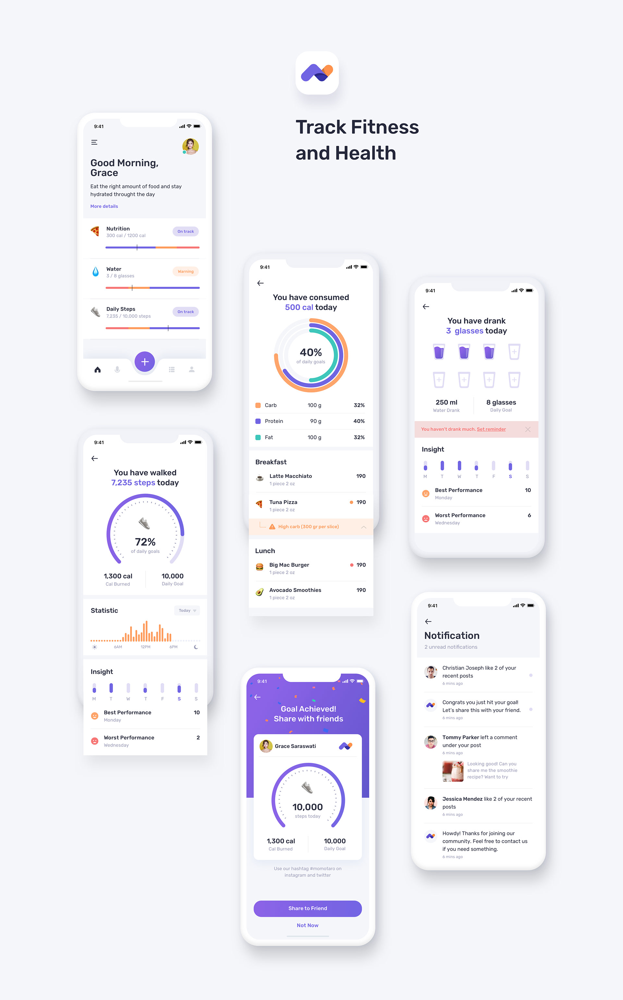 Track Fitness
and Health
9:41
Good Morning,
Grace
Eat the right amount of food and stay
hydrated throught the day
More details
Nutrition
On track
300 cal / 1200 cal
Water
Warning
3 / 8 glasses
Daily Steps
On track
7,235 / 10,000 steps
9:41
You have consumed
500 cal today
40%
of daily goals
Carb 100 g 32%
Protein 90 g 40%
Fat 100 g 32%
Breakfast
Latte Macchiato 190
1 piece 2 oz
Tuna Pizza 190
1 piece 2 oz
High carb (300 gr per slice)
Lunch
Big Mac Burger 190
1 piece 2 oz
Avocado Smoothies 190
1 piece 2 oz
9:41
You have drank
3 glasses today
250 ml 8 glasses
Water Drank Daily Goal
You haven't drank much. Set reminder
Insight
M T W T F S S
Best Performance 10
Monday
Worst Performance 6
Wednesday
9:41
You have walked
7,235 steps today
72%
of daily goals
1,300 cal 10,000
Cal Burned Daily Goal
Statistic Today
6AM 12PM 6PM
Insight
M T W T F S S
Best Performance 10
Monday
Worst Performance 2
Wednesday
9:41
Goal Achieved!
Share with friends
Grace Saraswati
10,000
steps today
1,300 cal 10,000
Cal Burned Daily Goal
Use our hashtag #momotaro on
instagram and twitter
Share to Friend
Not Now
9:41
Notification
2 unread notifications
Christian Joseph like 2 of your
recent posts
6 mins ago
Congrats you just hit your goal!
Let's share this with your friend.
6 mins ago
Tommy Parker left a comment
under your post
6 mins ago
Looking good! Can you
share me the smoothie
recipe? Want to try
Jessica Mendez like 2 of your recent
posts
6 mins ago
Howdy! Thanks for joining our
community. Feel free to contact us
if you need something.
6 mins ago